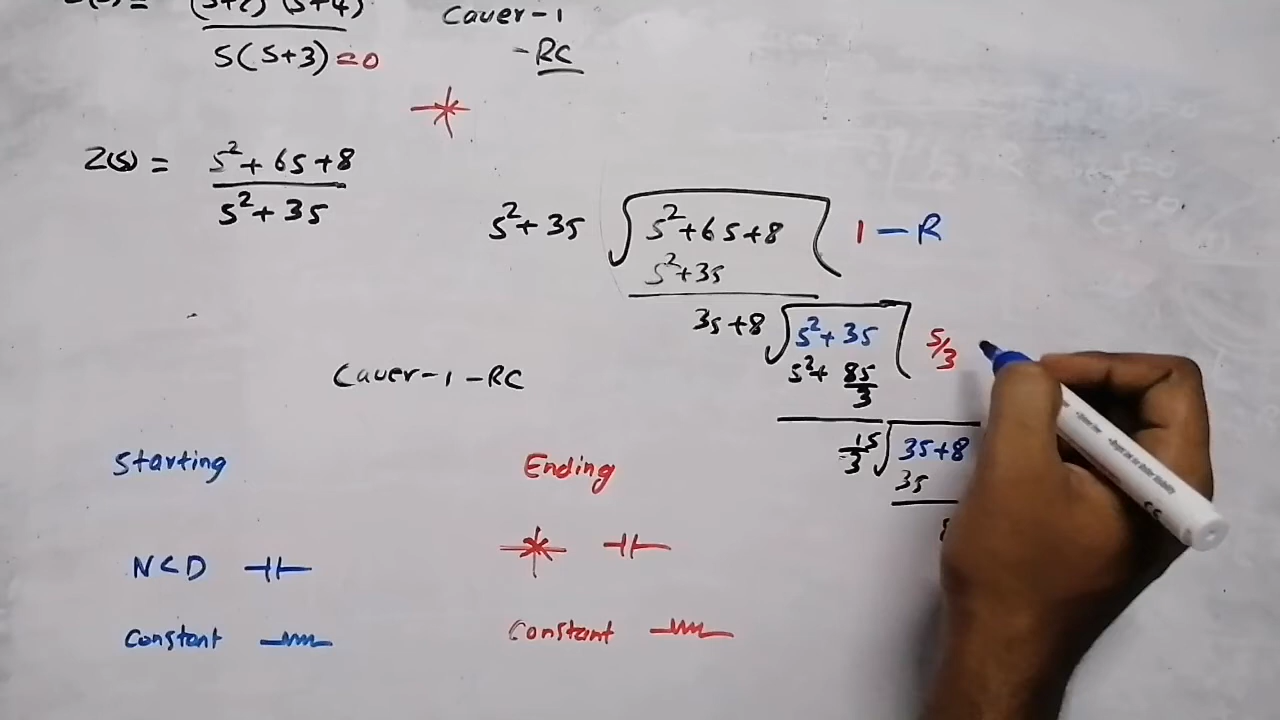 (s+2)(s+4)
s(s+3) =0
Cauer-1
-RC
Z(s) = s²+6s+8
s²+3s
s²+3s s²+6s+8 1 - R
s²+3s
3s+8 s²+3s s/3
s²+ 8s
3
1s 3s+8
3
3s
8
Cauer-1-RC
Starting Ending
N<D
Constant Constant